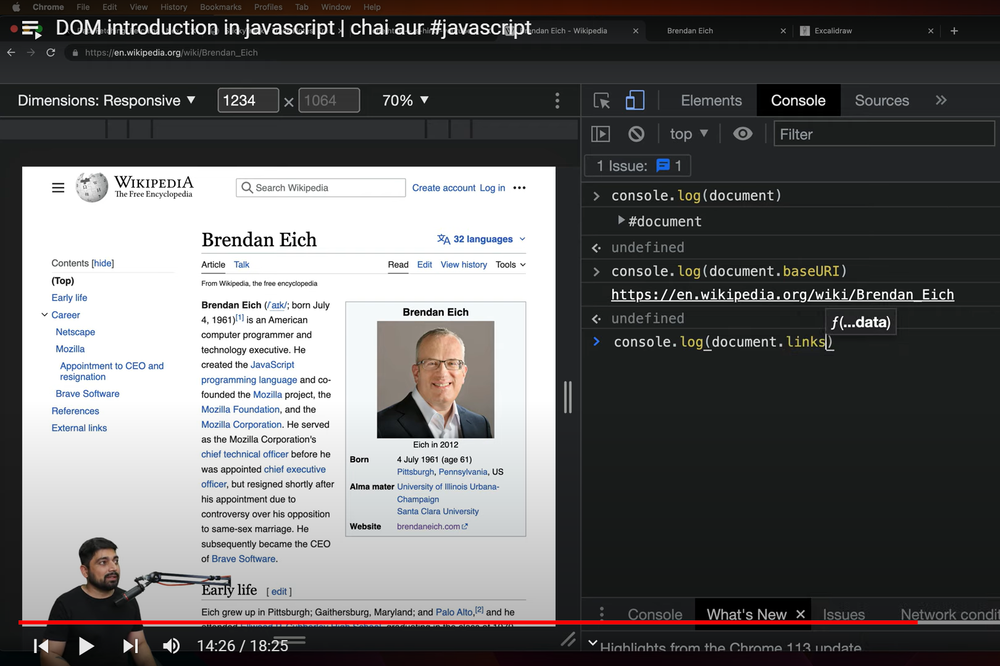 Chrome File Edit View History Bookmarks Profiles Tab Window Help
DOM introduction in javascript | chai aur #javascript
Brendan Eich - Wikipedia
Brendan Eich
Excalidraw
https://en.wikipedia.org/wiki/Brendan_Eich
Dimensions: Responsive ▼ 1234 × 1064 70% ▼
Elements Console Sources »
top ▼ Filter
1 Issue: 1
WIKIPEDIA
The Free Encyclopedia
Search Wikipedia
Create account Log in •••
Brendan Eich
32 languages
Contents [hide]
(Top)
Early life
Career
Netscape
Mozilla
Appointment to CEO and
resignation
Brave Software
References
External links
Article Talk Read Edit View history Tools
From Wikipedia, the free encyclopedia
Brendan Eich (/ˈaɪk/; born July
4, 1961)[1] is an American
computer programmer and
technology executive. He
created the JavaScript
programming language and co-
founded the Mozilla project, the
Mozilla Foundation, and the
Mozilla Corporation. He served
as the Mozilla Corporation's
chief technical officer before he
was appointed chief executive
officer, but resigned shortly after
his appointment due to
controversy over his opposition
to same-sex marriage. He
subsequently became the CEO
of Brave Software.
Brendan Eich
Eich in 2012
Born 4 July 1961 (age 61)
Pittsburgh, Pennsylvania, US
Alma mater University of Illinois Urbana-
Champaign
Santa Clara University
Website brendaneich.com
Early life [ edit ]
Eich grew up in Pittsburgh; Gaithersburg, Maryland; and Palo Alto,[2] and he
console.log(document)
#document
undefined
console.log(document.baseURI)
https://en.wikipedia.org/wiki/Brendan_Eich
undefined
ƒ(...data)
console.log(document.links)
Console What's New × Issues Network condit
Highlights from the Chrome 113 update
14:26 / 18:25